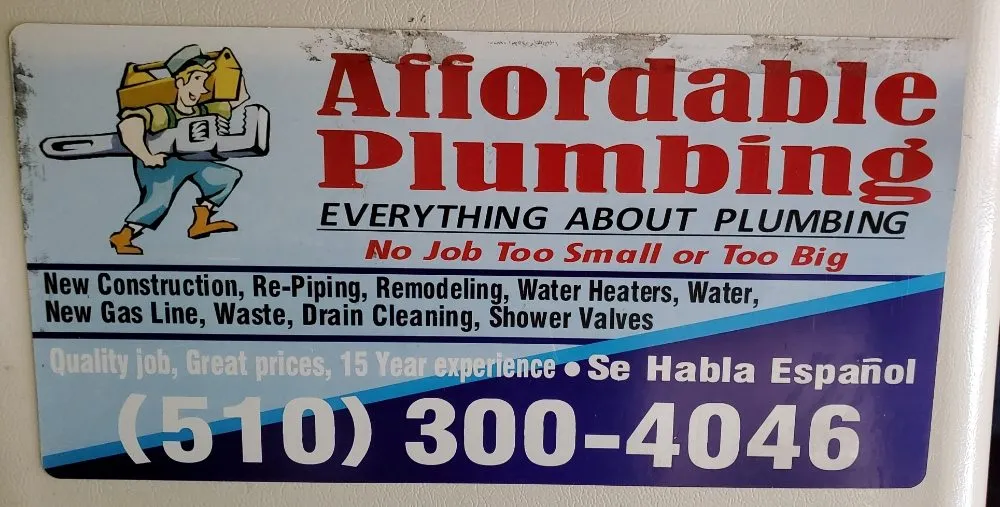 Affordable
Plumbing
EVERYTHING ABOUT PLUMBING
No Job Too Small or Too Big
New Construction, Re-Piping, Remodeling, Water Heaters, Water,
New Gas Line, Waste, Drain Cleaning, Shower Valves
Quality job, Great prices, 15 Year experience • Se Habla Español
(510) 300-4046